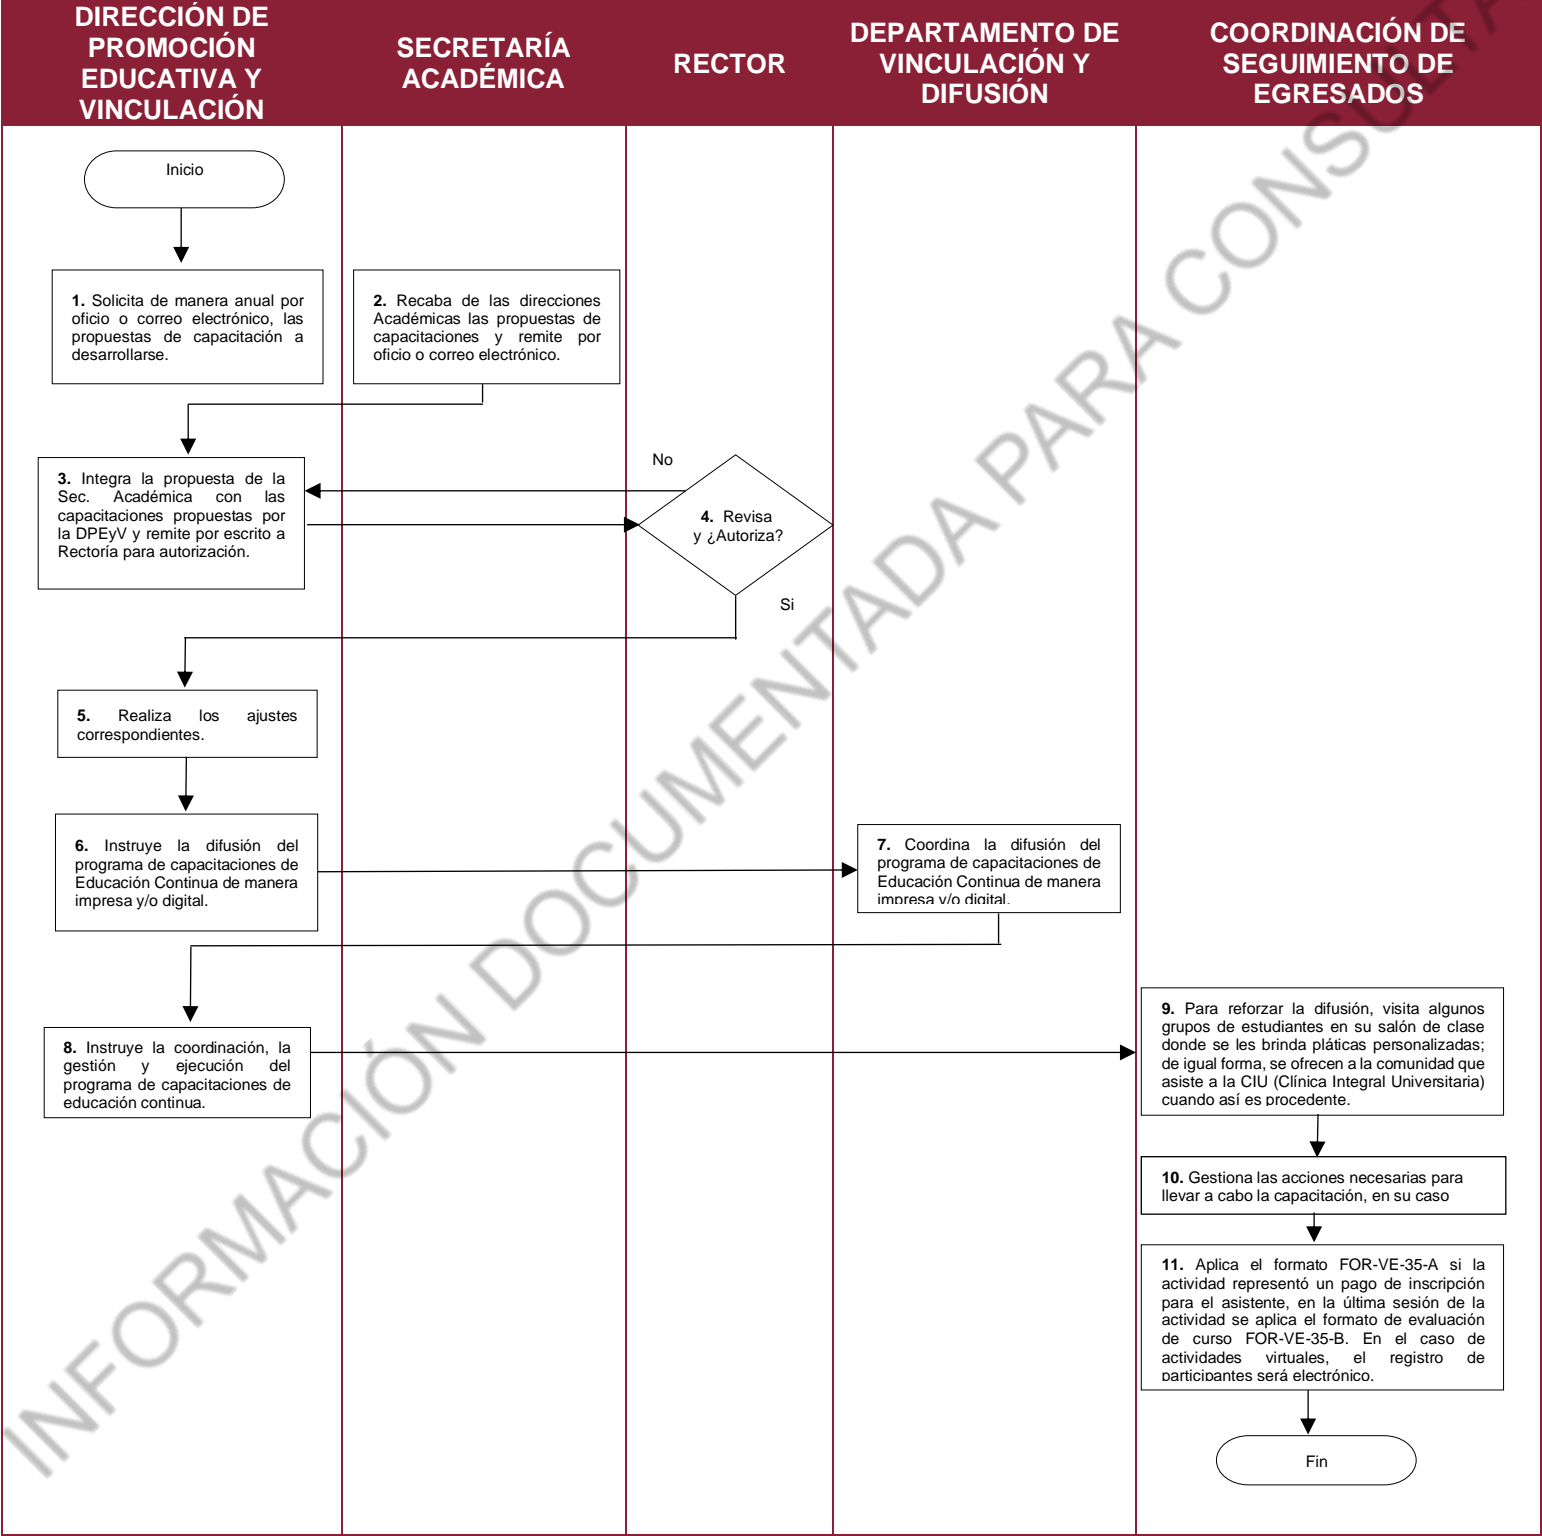 DIRECCIÓN DE
PROMOCIÓN
EDUCATIVA Y
VINCULACIÓN
SECRETARÍA
ACADÉMICA
RECTOR
DEPARTAMENTO DE
VINCULACIÓN Y
DIFUSIÓN
COORDINACIÓN DE
SEGUIMIENTO DE
EGRESADOS
Inicio
1. Solicita de manera anual por
oficio o correo electrónico, las
propuestas de capacitación a
desarrollarse.
2. Recaba de las direcciones
Académicas las propuestas de
capacitaciones y remite por
oficio o correo electrónico.
3. Integra la propuesta de la
Sec. Académica con las
capacitaciones propuestas por
la DPEyV y remite por escrito a
Rectoría para autorización.
No
4. Revisa
y ¿Autoriza?
Si
5. Realiza los ajustes
correspondientes.
6. Instruye la difusión del
programa de capacitaciones de
Educación Continua de manera
impresa y/o digital.
7. Coordina la difusión del
programa de capacitaciones de
Educación Continua de manera
impresa y/o digital.
8. Instruye la coordinación, la
gestión y ejecución del
programa de capacitaciones de
educación continua.
9. Para reforzar la difusión, visita algunos
grupos de estudiantes en su salón de clase
donde se les brinda pláticas personalizadas;
de igual forma, se ofrecen a la comunidad que
asiste a la CIU (Clínica Integral Universitaria)
cuando así es procedente.
10. Gestiona las acciones necesarias para
llevar a cabo la capacitación, en su caso
11. Aplica el formato FOR-VE-35-A si la
actividad representó un pago de inscripción
para el asistente, en la última sesión de la
actividad se aplica el formato de evaluación
de curso FOR-VE-35-B. En el caso de
actividades virtuales, el registro de
participantes será electrónico.
Fin
INFORMACIÓN DOCUMENTADA PARA CONSULTA